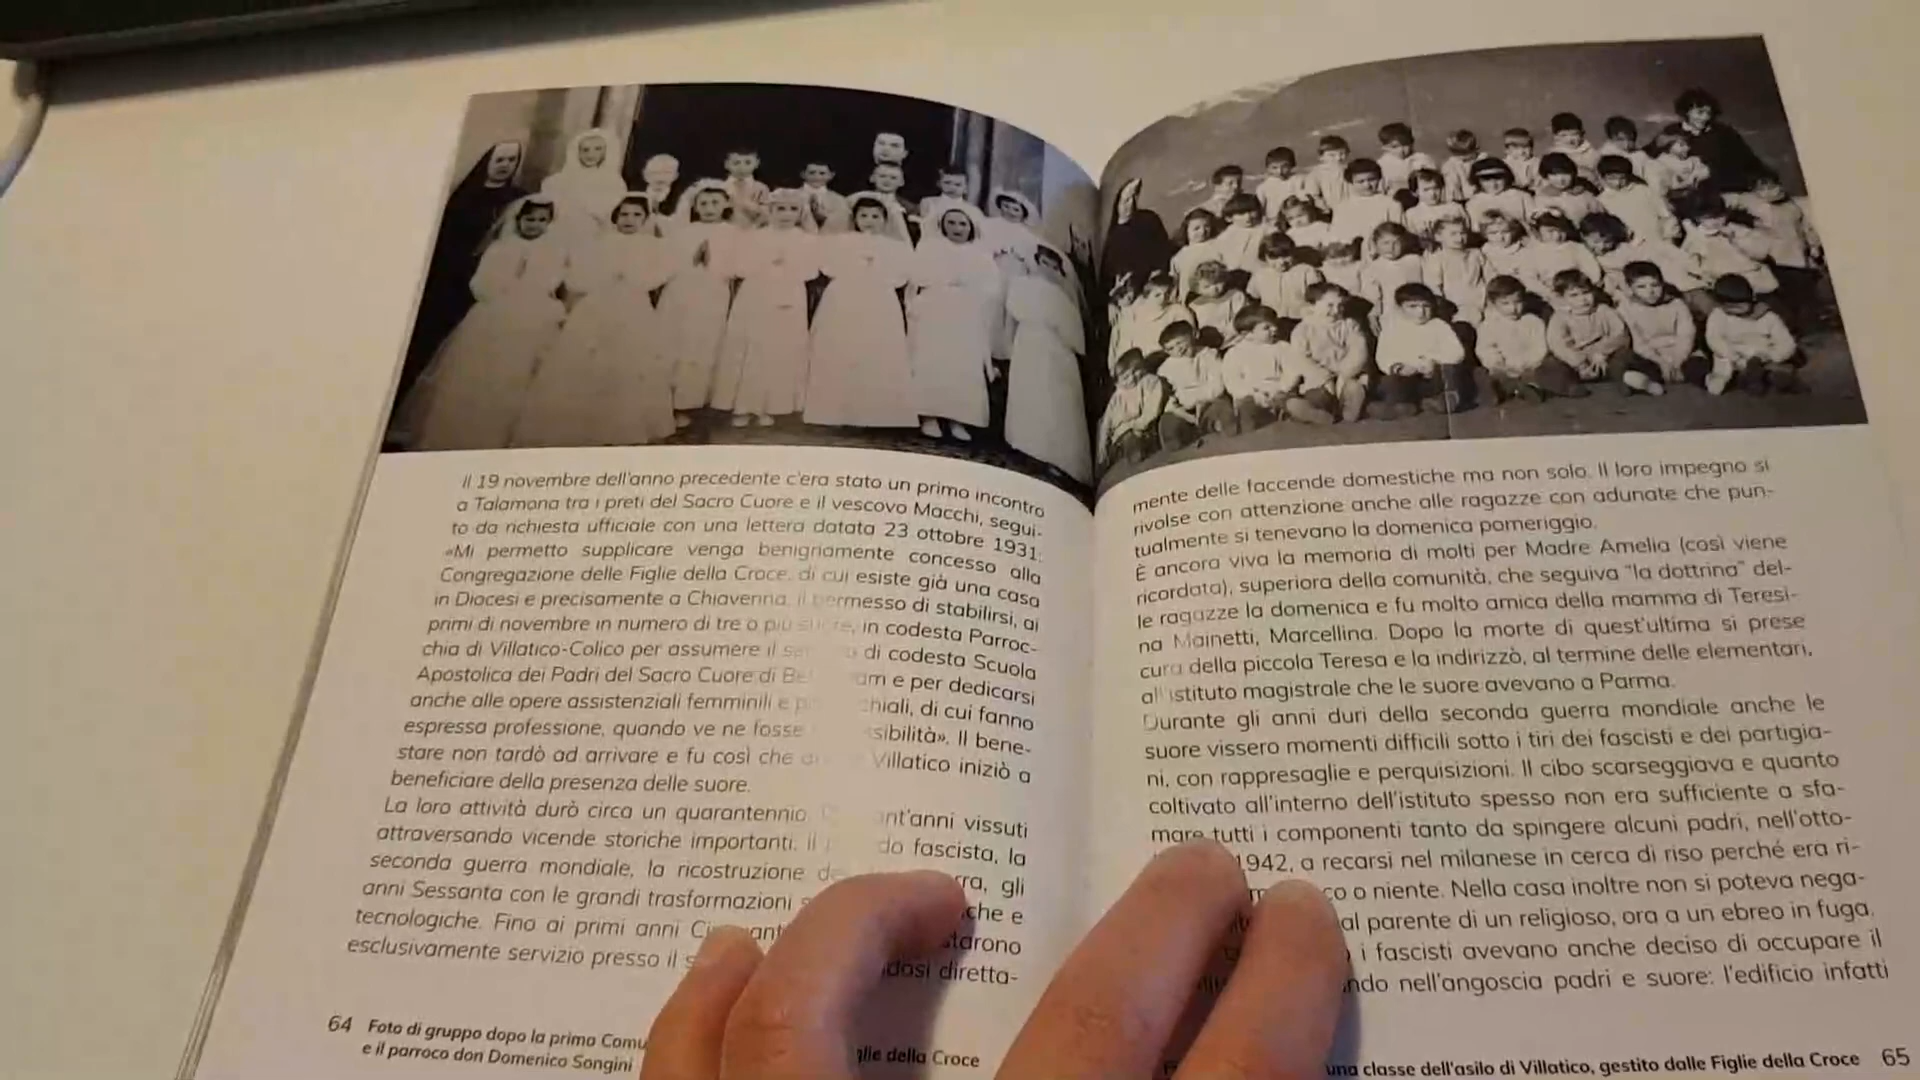 Il 19 novembre dell'anno precedente c'era stato un primo incontro
a Talamona tra i preti del Sacro Cuore e il vescovo Macchi, segui-
to da richiesta ufficiale con una lettera datata 23 ottobre 1931:
«Mi permetto supplicare venga benignamente concesso alla
Congregazione delle Figlie della Croce, di cui esiste già una casa
in Diocesi e precisamente a Chiavenna, il permesso di stabilirsi, ai
primi di novembre in numero di tre o più suore, in codesta Parroc-
chia di Villatico-Colico per assumere il di codesta Scuola
Apostolica dei Padri del Sacro Cuore di e per dedicarsi
anche alle opere assistenziali femminili e di cui fanno
espressa professione, quando ve ne fosse Il bene-
stare non tardò ad arrivare e fu così che Villatico iniziò a
beneficiare della presenza delle suore.
La loro attività durò circa un quarantennio. vissuti
attraversando vicende storiche importanti: il fascista, la
seconda guerra mondiale, la ricostruzione gli
anni Sessanta con le grandi trasformazioni che e
tecnologiche. Fino ai primi anni
esclusivamente servizio presso il diretta-
64 Foto di gruppo dopo la prima
e il parroco don Domenico Songini della Croce
mente delle faccende domestiche ma non solo. Il loro impegno si
rivolse con attenzione anche alle ragazze con adunate che pun-
tualmente si tenevano la domenica pomeriggio.
È ancora viva la memoria di molti per Madre Amelia (così viene
ricordata), superiora della comunità, che seguiva "la dottrina" del-
le ragazze la domenica e fu molto amica della mamma di Teresi-
na Mainetti, Marcellina. Dopo la morte di quest'ultima si prese
cura della piccola Teresa e la indirizzò, al termine delle elementari,
all'istituto magistrale che le suore avevano a Parma.
Durante gli anni duri della seconda guerra mondiale anche le
suore vissero momenti difficili sotto i tiri dei fascisti e dei partigia-
ni, con rappresaglie e perquisizioni. Il cibo scarseggiava e quanto
coltivato all'interno dell'istituto spesso non era sufficiente a sfa-
mare tutti i componenti tanto da spingere alcuni padri, nell'otto-
1942, a recarsi nel milanese in cerca di riso perché era ri-
o niente. Nella casa inoltre non si poteva nega-
al parente di un religioso, ora a un ebreo in fuga.
i fascisti avevano anche deciso di occupare il
nell'angoscia padri e suore: l'edificio infatti
una classe dell'asilo di Villatico, gestito dalle Figlie della Croce 65